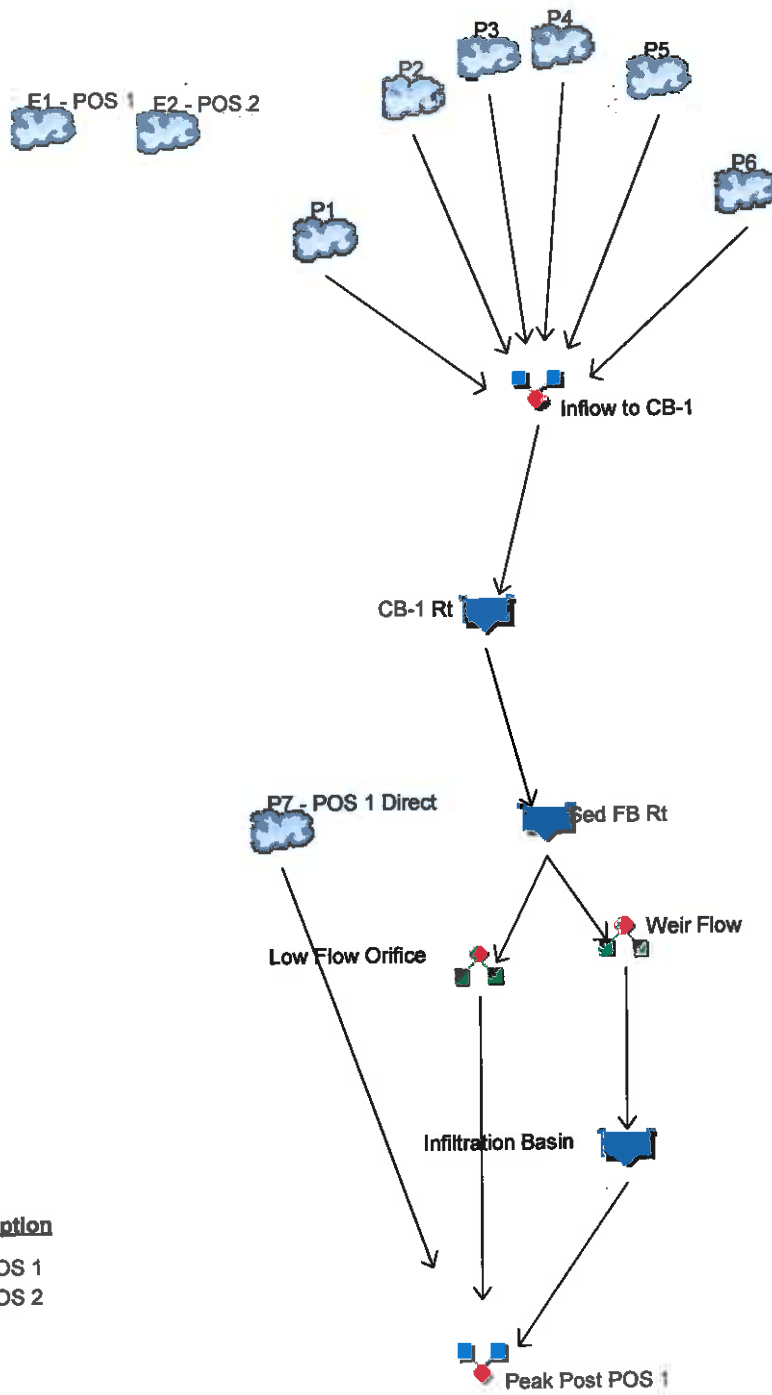 P3
P4
P2
P5
E1 - POS 1
E2 - POS 2
P6
P1
Inflow to CB-1
CB-1 Rt
P7 - POS 1 Direct
Sed FB Rt
Weir Flow
Low Flow Orifice
Infiltration Basin
ption
OS 1
OS 2
Peak Post POS 1